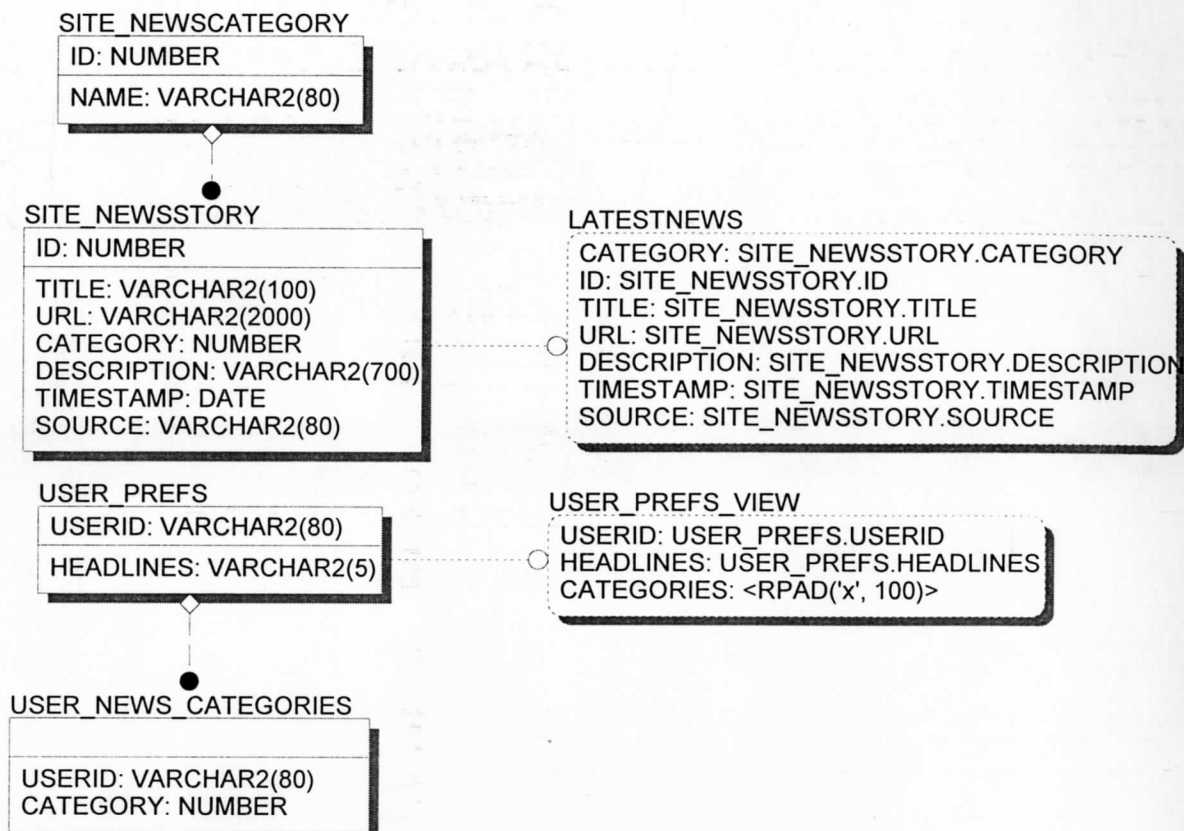 SITE_NEWSCATEGORY
ID: NUMBER
NAME: VARCHAR2(80)
SITE_NEWSSTORY
ID: NUMBER
TITLE: VARCHAR2(100)
URL: VARCHAR2(2000)
CATEGORY: NUMBER
DESCRIPTION: VARCHAR2(700)
TIMESTAMP: DATE
SOURCE: VARCHAR2(80)
LATESTNEWS
CATEGORY: SITE_NEWSSTORY.CATEGORY
ID: SITE_NEWSSTORY.ID
TITLE: SITE_NEWSSTORY.TITLE
URL: SITE_NEWSSTORY.URL
DESCRIPTION: SITE_NEWSSTORY.DESCRIPTION
TIMESTAMP: SITE_NEWSSTORY.TIMESTAMP
SOURCE: SITE_NEWSSTORY.SOURCE
USER_PREFS
USERID: VARCHAR2(80)
HEADLINES: VARCHAR2(5)
USER_PREFS_VIEW
USERID: USER_PREFS.USERID
HEADLINES: USER_PREFS.HEADLINES
CATEGORIES: <RPAD('x', 100)>
USER_NEWS_CATEGORIES
USERID: VARCHAR2(80)
CATEGORY: NUMBER